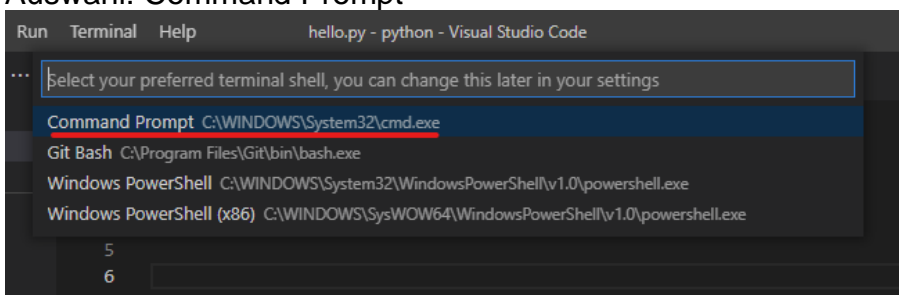 Auswahl: Command Prompt
Run Terminal Help hello.py - python - Visual Studio Code
... Select your preferred terminal shell, you can change this later in your settings
Command Prompt C:\WINDOWS\System32\cmd.exe
Git Bash C:\Program Files\Git\bin\bash.exe
Windows PowerShell C:\WINDOWS\System32\WindowsPowerShell\v1.0\powershell.exe
Windows PowerShell (x86) C:\WINDOWS\SysWOW64\WindowsPowerShell\v1.0\powershell.exe
5
6